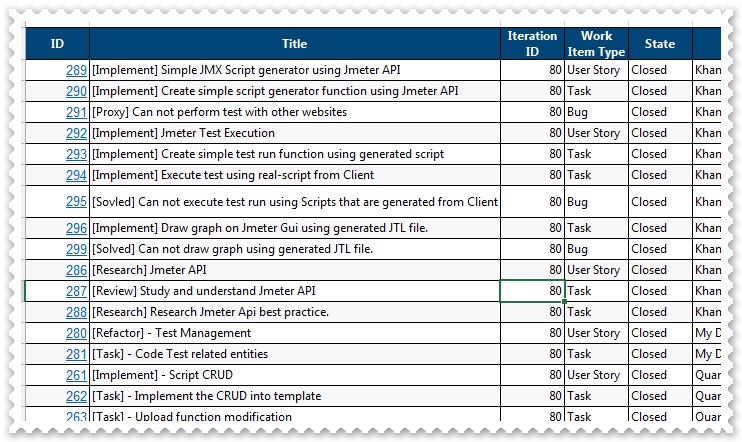 ID Title Iteration ID Work Item Type State
289 [Implement] Simple JMX Script generator using Jmeter API 80 User Story Closed Khan
290 [Implement] Create simple script generator function using Jmeter API 80 Task Closed Khan
291 [Proxy] Can not perform test with other websites 80 Bug Closed Khan
292 [Implement] Jmeter Test Execution 80 User Story Closed Khan
293 [Implement] Create simple test run function using generated script 80 Task Closed Khan
294 [Implement] Execute test using real-script from Client 80 Task Closed Khan
295 [Sovled] Can not execute test run using Scripts that are generated from Client 80 Bug Closed Khan
296 [Implement] Draw graph on Jmeter Gui using generated JTL file. 80 Task Closed Khan
299 [Solved] Can not draw graph using generated JTL file. 80 Bug Closed Khan
286 [Research] Jmeter API 80 User Story Closed Khan
287 [Review] Study and understand Jmeter API 80 Task Closed Khan
288 [Research] Research Jmeter Api best practice. 80 Task Closed Khan
280 [Refactor] - Test Management 80 User Story Closed My D
281 [Task] - Code Test related entities 80 Task Closed My D
261 [Implement] - Script CRUD 80 User Story Closed Quar
262 [Task] - Implement the CRUD into template 80 Task Closed Quar
263 [Task] - Upload function modification 80 Task Closed Quar